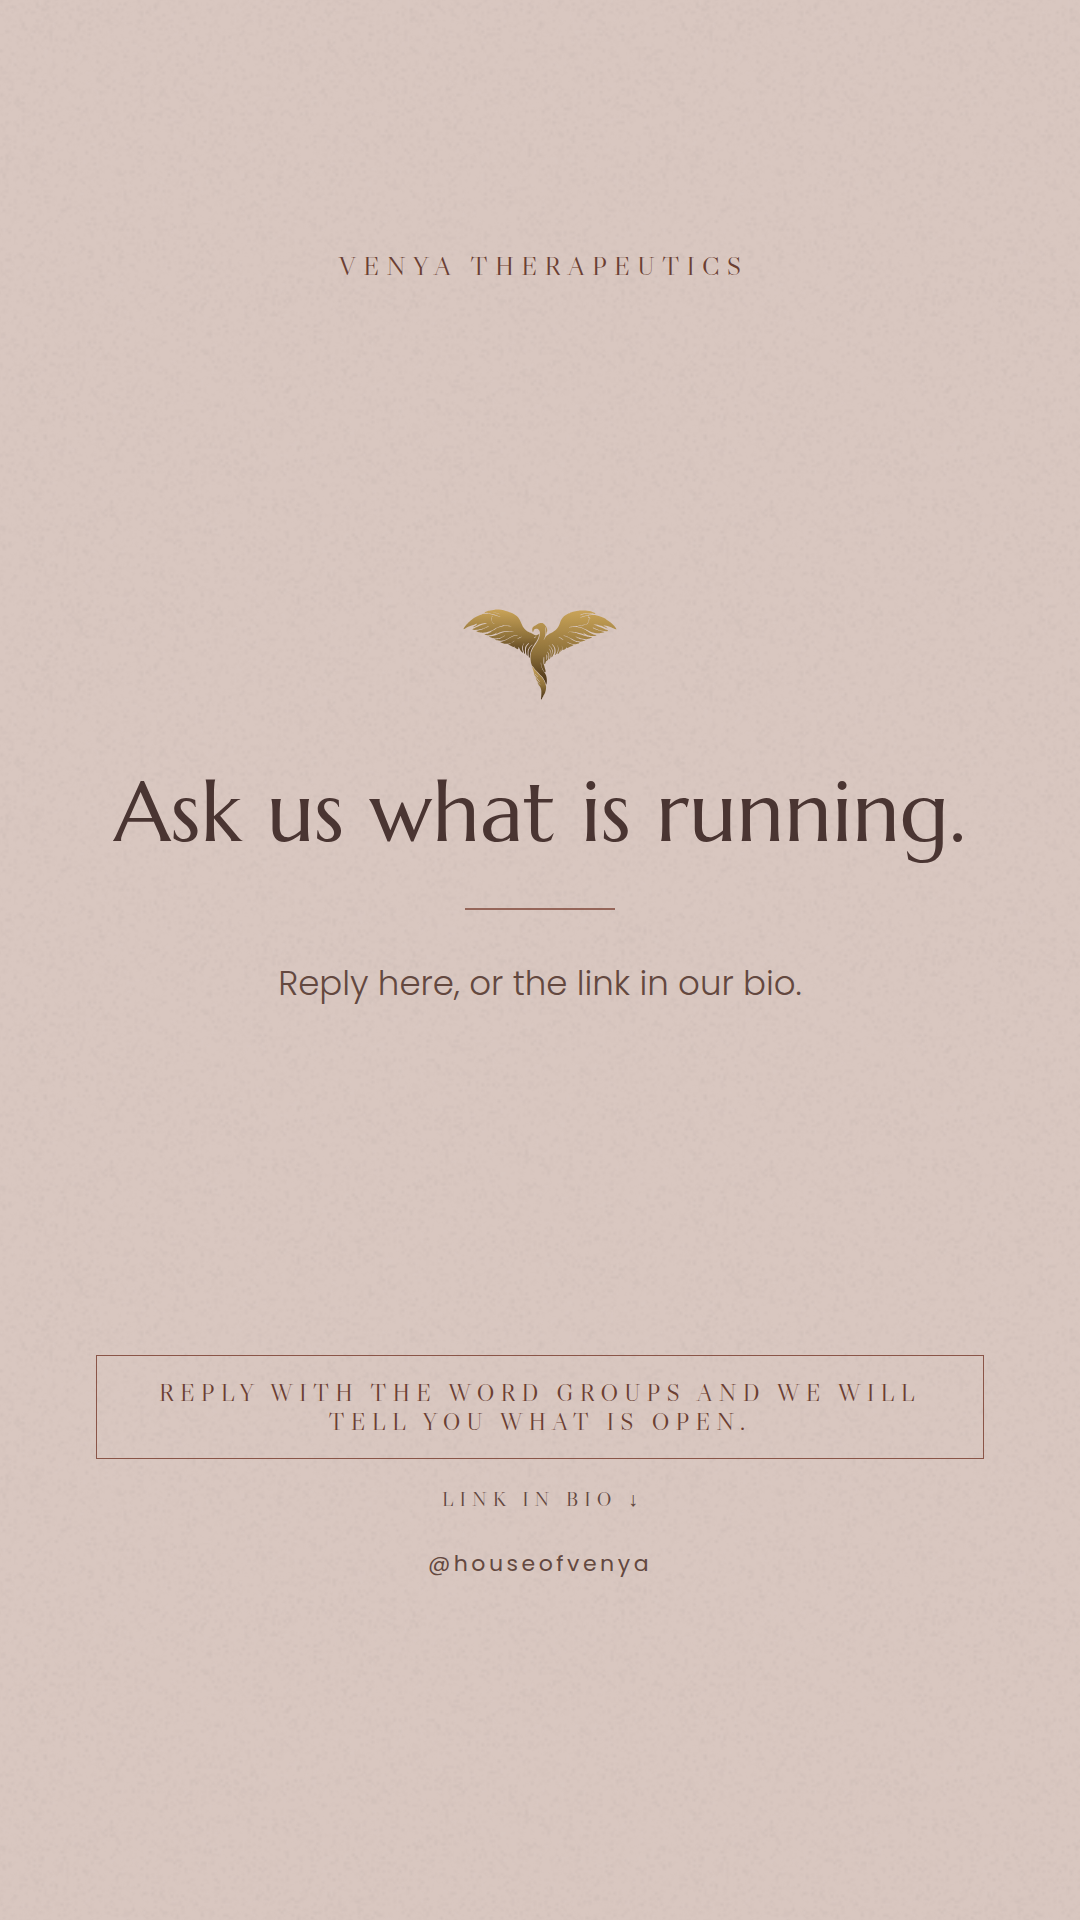 VENYA THERAPEUTICS
Ask us what is running.
Reply here, or the link in our bio.
REPLY WITH THE WORD GROUPS AND WE WILL
TELL YOU WHAT IS OPEN.
LINK IN BIO ↓
@houseofvenya